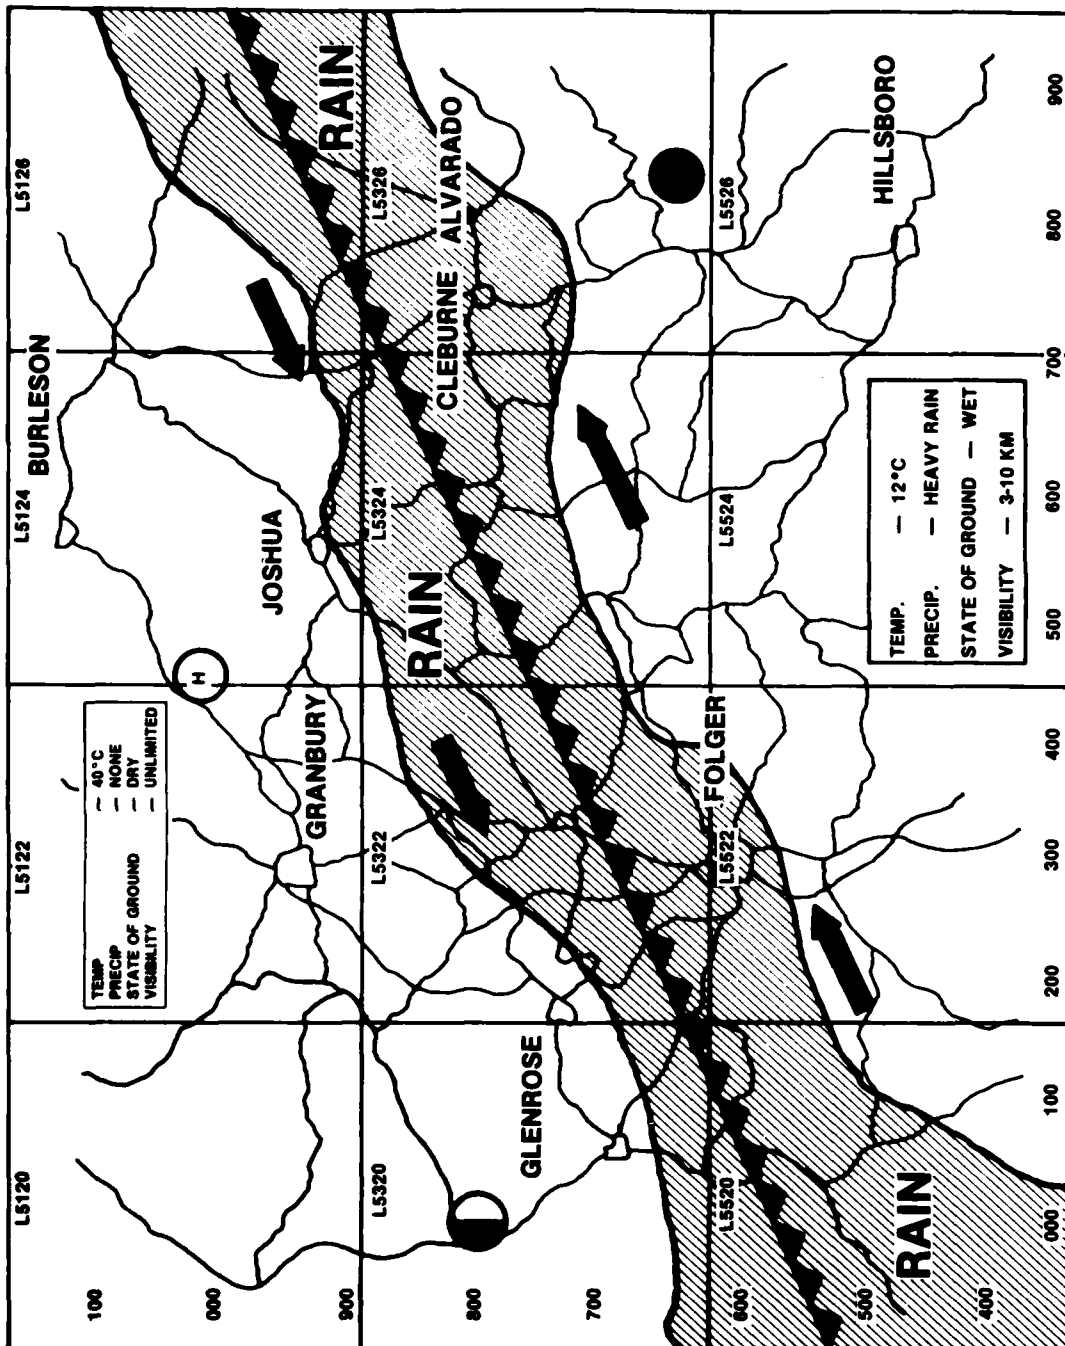 L5120
L5122
L5124
BURLESON
L5126
100
TEMP ~ 40°C
PRECIP — NONE
STATE OF GROUND — DRY
VISIBILITY — UNLIMITED
000
H
GRANBURY
JOSHUA
RAIN
900
L5320
L5322
L5324
L5326
RAIN
CLEBURNE
ALVARADO
800
GLENROSE
700
L5520
L5522
FOLGER
L5524
L5526
600
RAIN
500
HILLSBORO
TEMP. — 12°C
PRECIP. — HEAVY RAIN
STATE OF GROUND — WET
VISIBILITY — 3-10 KM
400
000
100
200
300
400
500
600
700
800
900